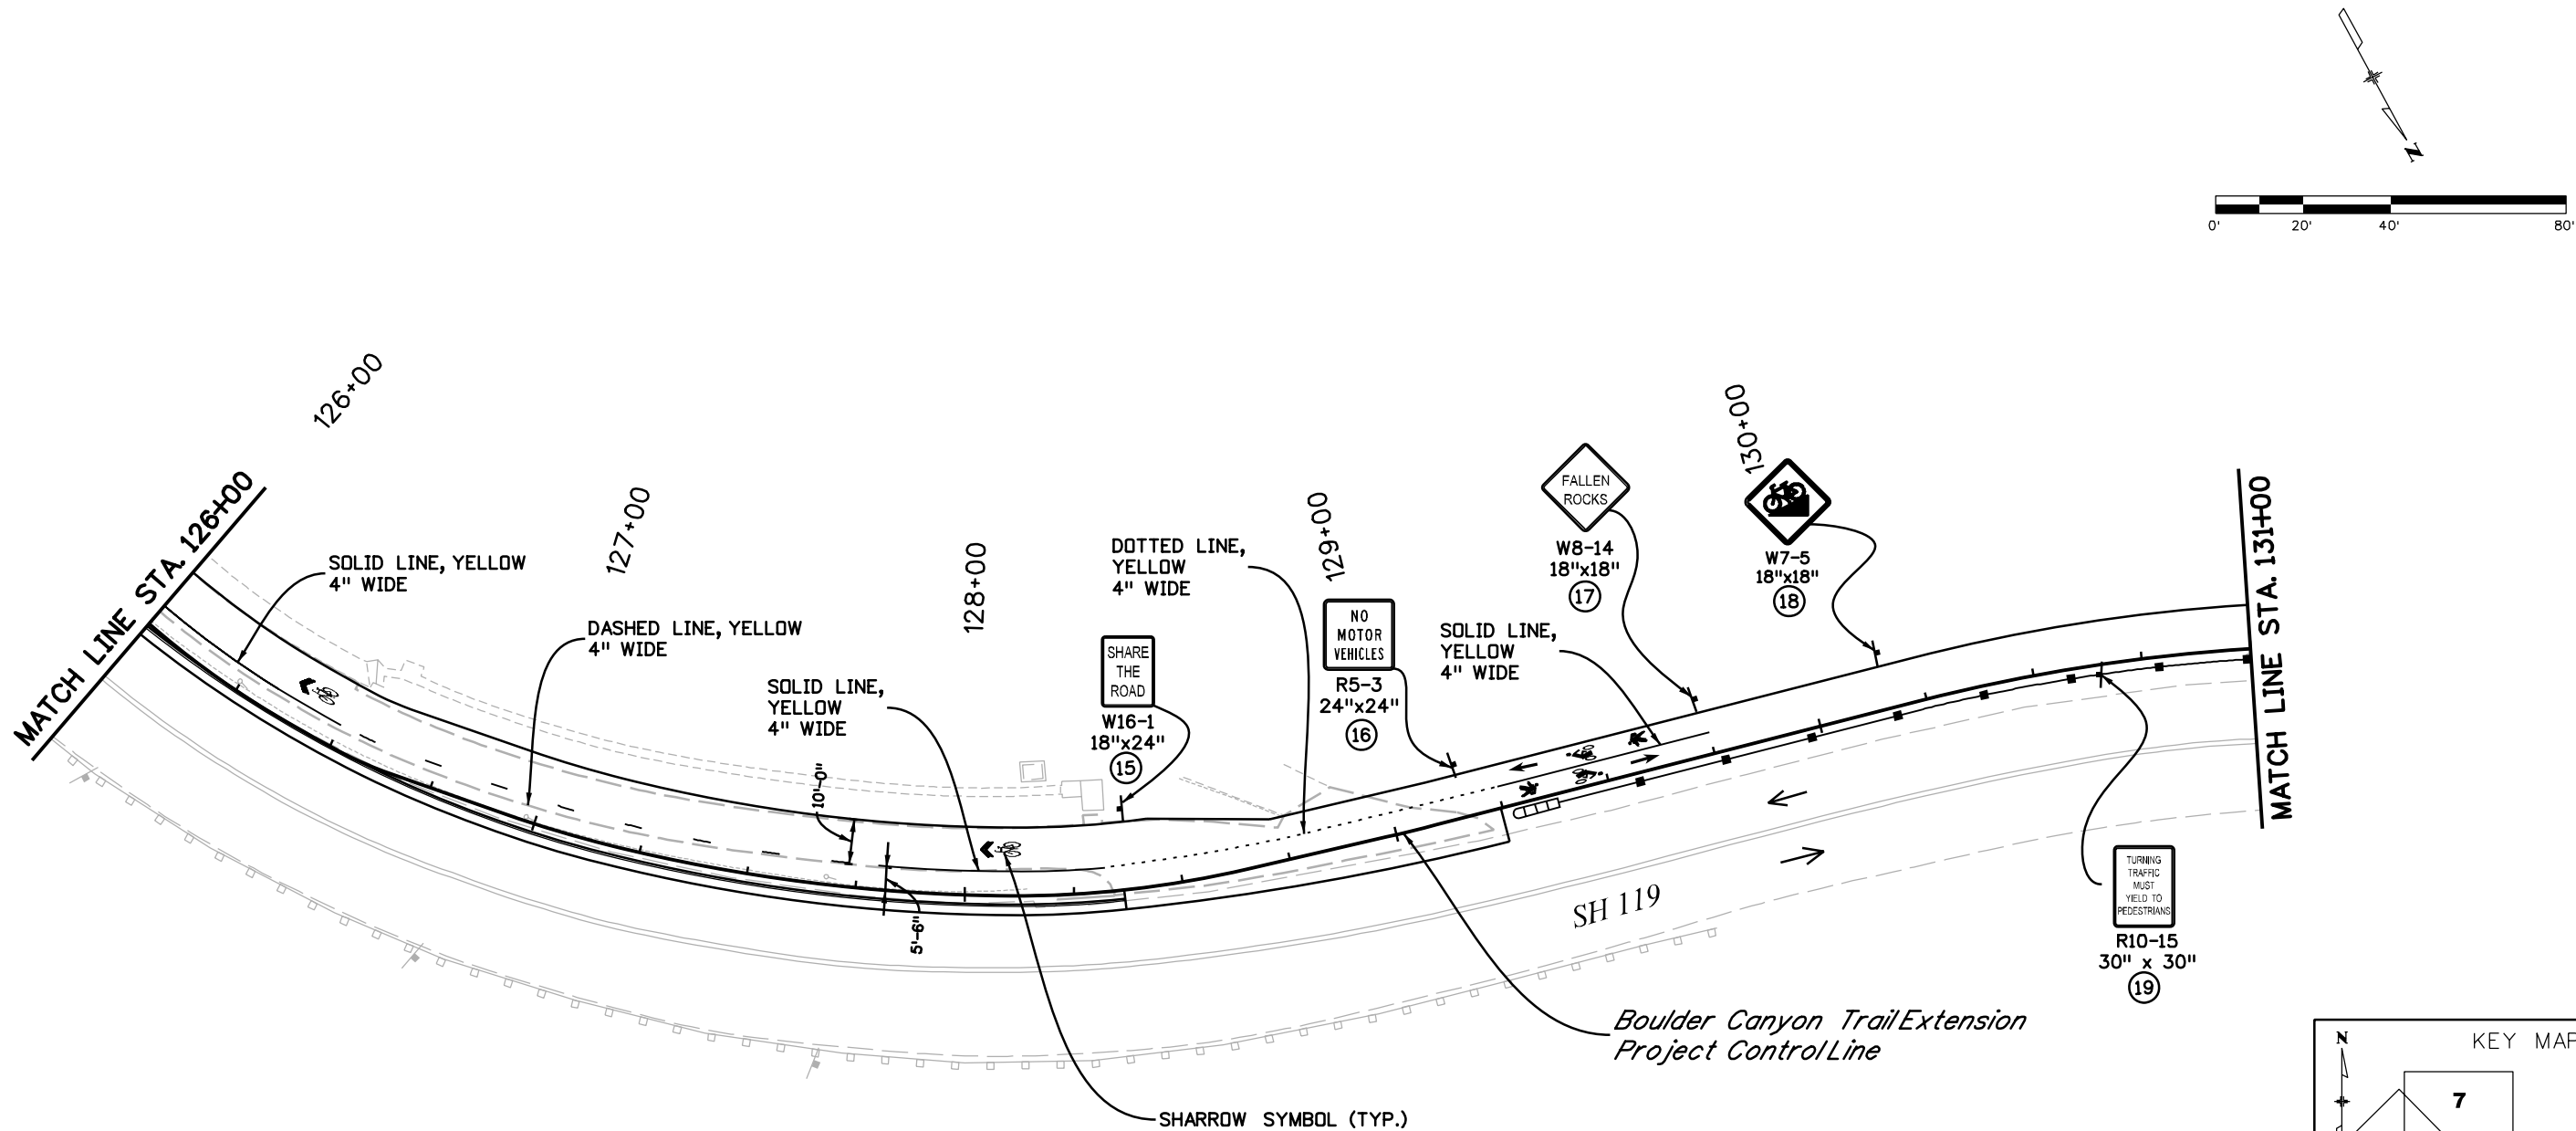 N
0' 20' 40' 80'
126+00
127+00
128+00
129+00
130+00
MATCH LINE STA. 126+00
MATCH LINE STA. 131+00
SOLID LINE, YELLOW
4" WIDE
DASHED LINE, YELLOW
4" WIDE
SOLID LINE,
YELLOW
4" WIDE
10'-0"
5'-6"
SHARE
THE
ROAD
W16-1
18"x24"
15
DOTTED LINE,
YELLOW
4" WIDE
NO
MOTOR
VEHICLES
R5-3
24"x24"
16
SOLID LINE,
YELLOW
4" WIDE
FALLEN
ROCKS
W8-14
18"x18"
17
W7-5
18"x18"
18
TURNING
TRAFFIC
MUST
YIELD TO
PEDESTRIANS
R10-15
30" x 30"
19
SH 119
Boulder Canyon Trail Extension
Project Control Line
SHARROW SYMBOL (TYP.)
N
KEY MAP
7